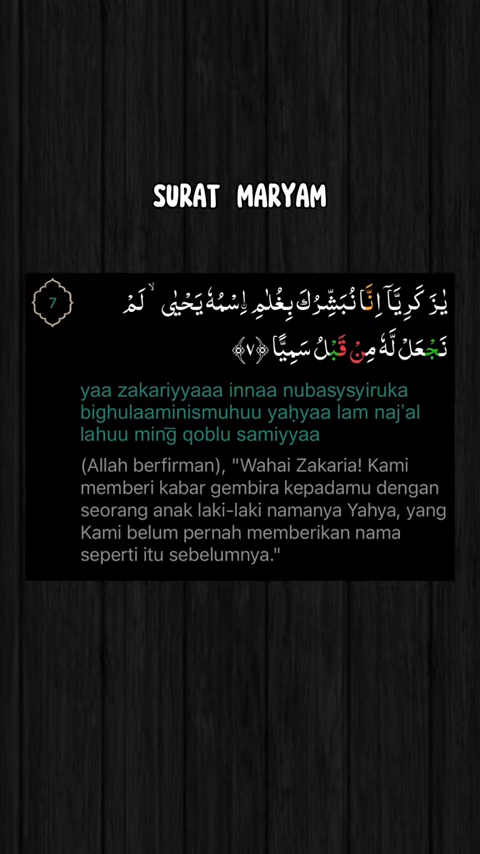 SURAT MARYAM
7
يٰزَكَرِيَّآ اِنَّا نُبَشِّرُكَ بِغُلٰمِ ࣙاسْمُهٗ يَحْيٰىۙ لَمْ
نَجْعَلْ لَّهٗ مِنْ قَبْلُ سَمِيًّا ﴿٧﴾
yaa zakariyyaaa innaa nubasysyiruka
bighulaaminismuhuu yaḥyaa lam naj'al
lahuu ming̅ qoblu samiyyaa
(Allah berfirman), "Wahai Zakaria! Kami
memberi kabar gembira kepadamu dengan
seorang anak laki-laki namanya Yahya, yang
Kami belum pernah memberikan nama
seperti itu sebelumnya."